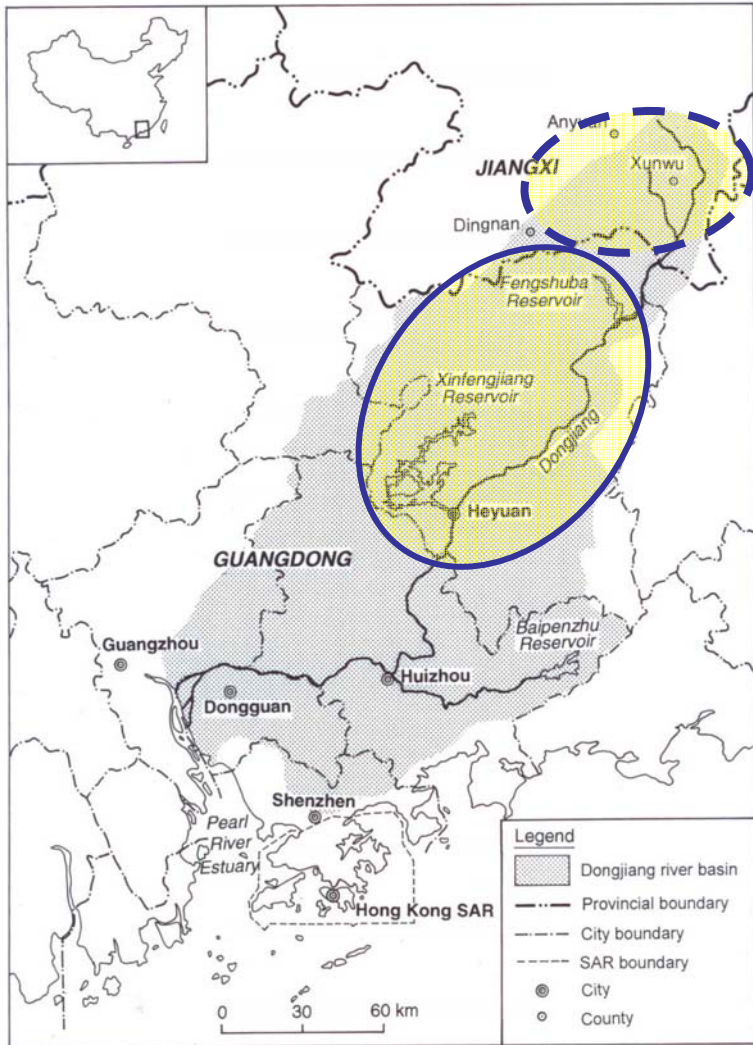 Anyuan
Xunwu
JIANGXI
Dingnan
Fengshuba
Reservoir
Xinfengjiang
Reservoir
Dongjiang
Heyuan
GUANGDONG
Baipenzhu
Reservoir
Guangzhou
Huizhou
Dongguan
Shenzhen
Pearl
River
Estuary
Hong Kong SAR
0 30 60 km
Legend
Dongjiang river basin
Provincial boundary
City boundary
SAR boundary
City
County